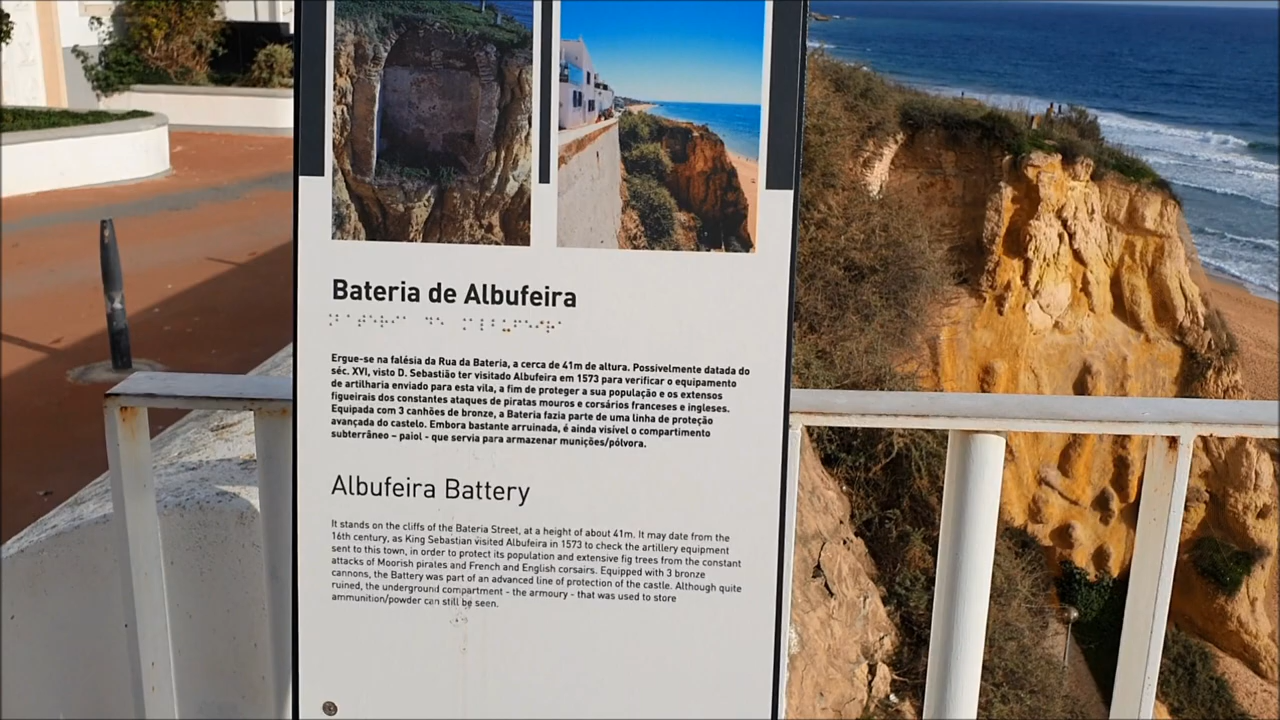 Bateria de Albufeira
Ergue-se na falésia da Rua da Bateria, a cerca de 41m de altura. Possivelmente datada do
séc. XVI, visto D. Sebastião ter visitado Albufeira em 1573 para verificar o equipamento
de artilharia enviado para esta vila, a fim de proteger a sua população e os extensos
figueirais dos constantes ataques de piratas mouros e corsários franceses e ingleses.
Equipada com 3 canhões de bronze, a Bateria fazia parte de uma linha de proteção
avançada do castelo. Embora bastante arruinada, é ainda visível o compartimento
subterrâneo – paiol - que servia para armazenar munições/pólvora.
Albufeira Battery
It stands on the cliffs of the Bateria Street, at a height of about 41m. It may date from the
16th century, as King Sebastian visited Albufeira in 1573 to check the artillery equipment
sent to this town, in order to protect its population and extensive fig trees from the constant
attacks of Moorish pirates and French and English corsairs. Equipped with 3 bronze
cannons, the Battery was part of an advanced line of protection of the castle. Although quite
ruined, the underground compartment - the armoury - that was used to store
ammunition/powder can still be seen.